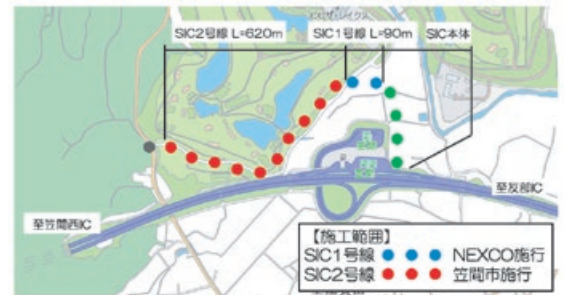 SIC2号線 L=620m
SIC1号線 L=90m
SIC本体
至友部IC
至笠間西IC
【施工範囲】
SIC1号線 ●●● NEXCO施行
SIC2号線 ●●● 笠間市施行